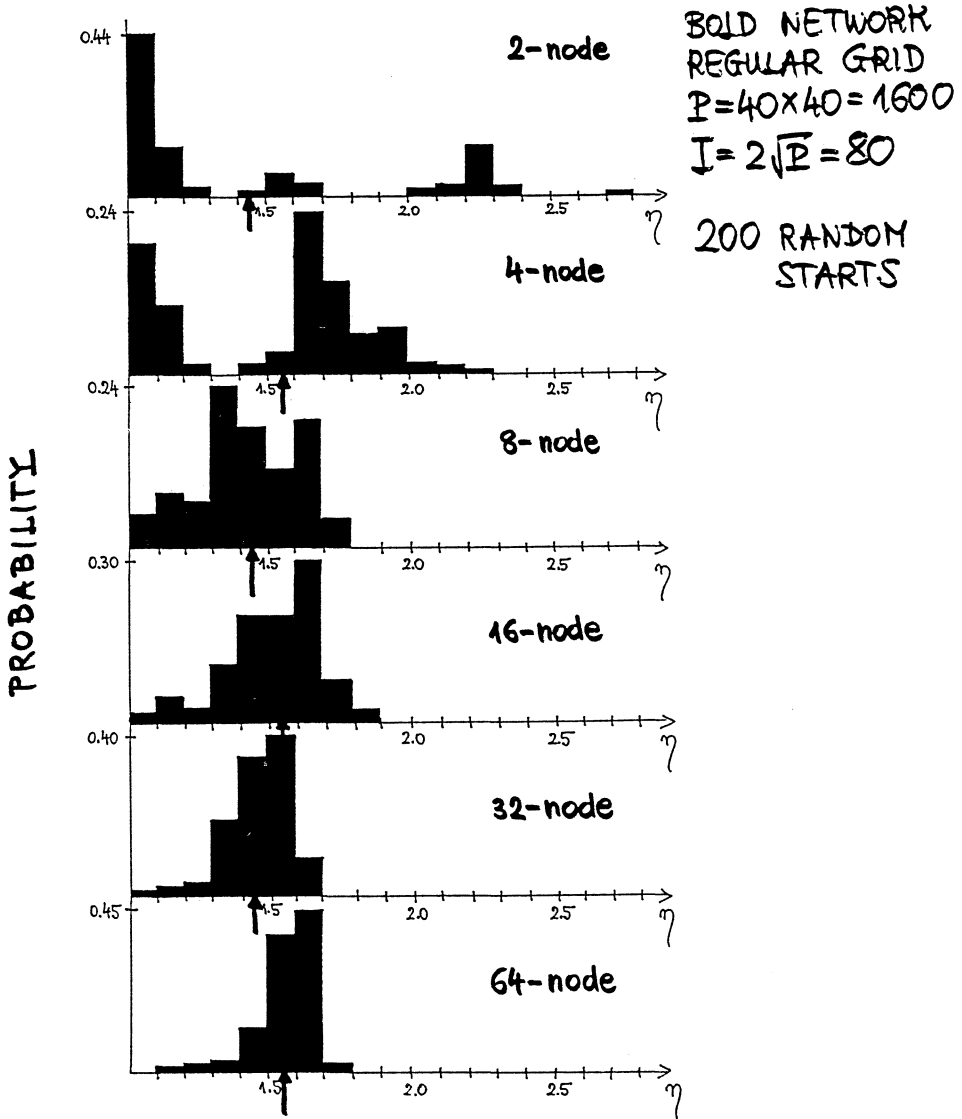 BOLD NETWORK
REGULAR GRID
P=40×40=1600
I=2√P=80
200 RANDOM
STARTS
PROBABILITY
0.44
2-node
1.5 2.0 2.5 η
0.24
4-node
1.5 2.0 2.5 η
0.24
8-node
1.5 2.0 2.5 η
0.30
16-node
2.0 2.5 η
0.40
32-node
1.5 2.0 2.5 η
0.45
64-node
1.5 2.0 2.5 η